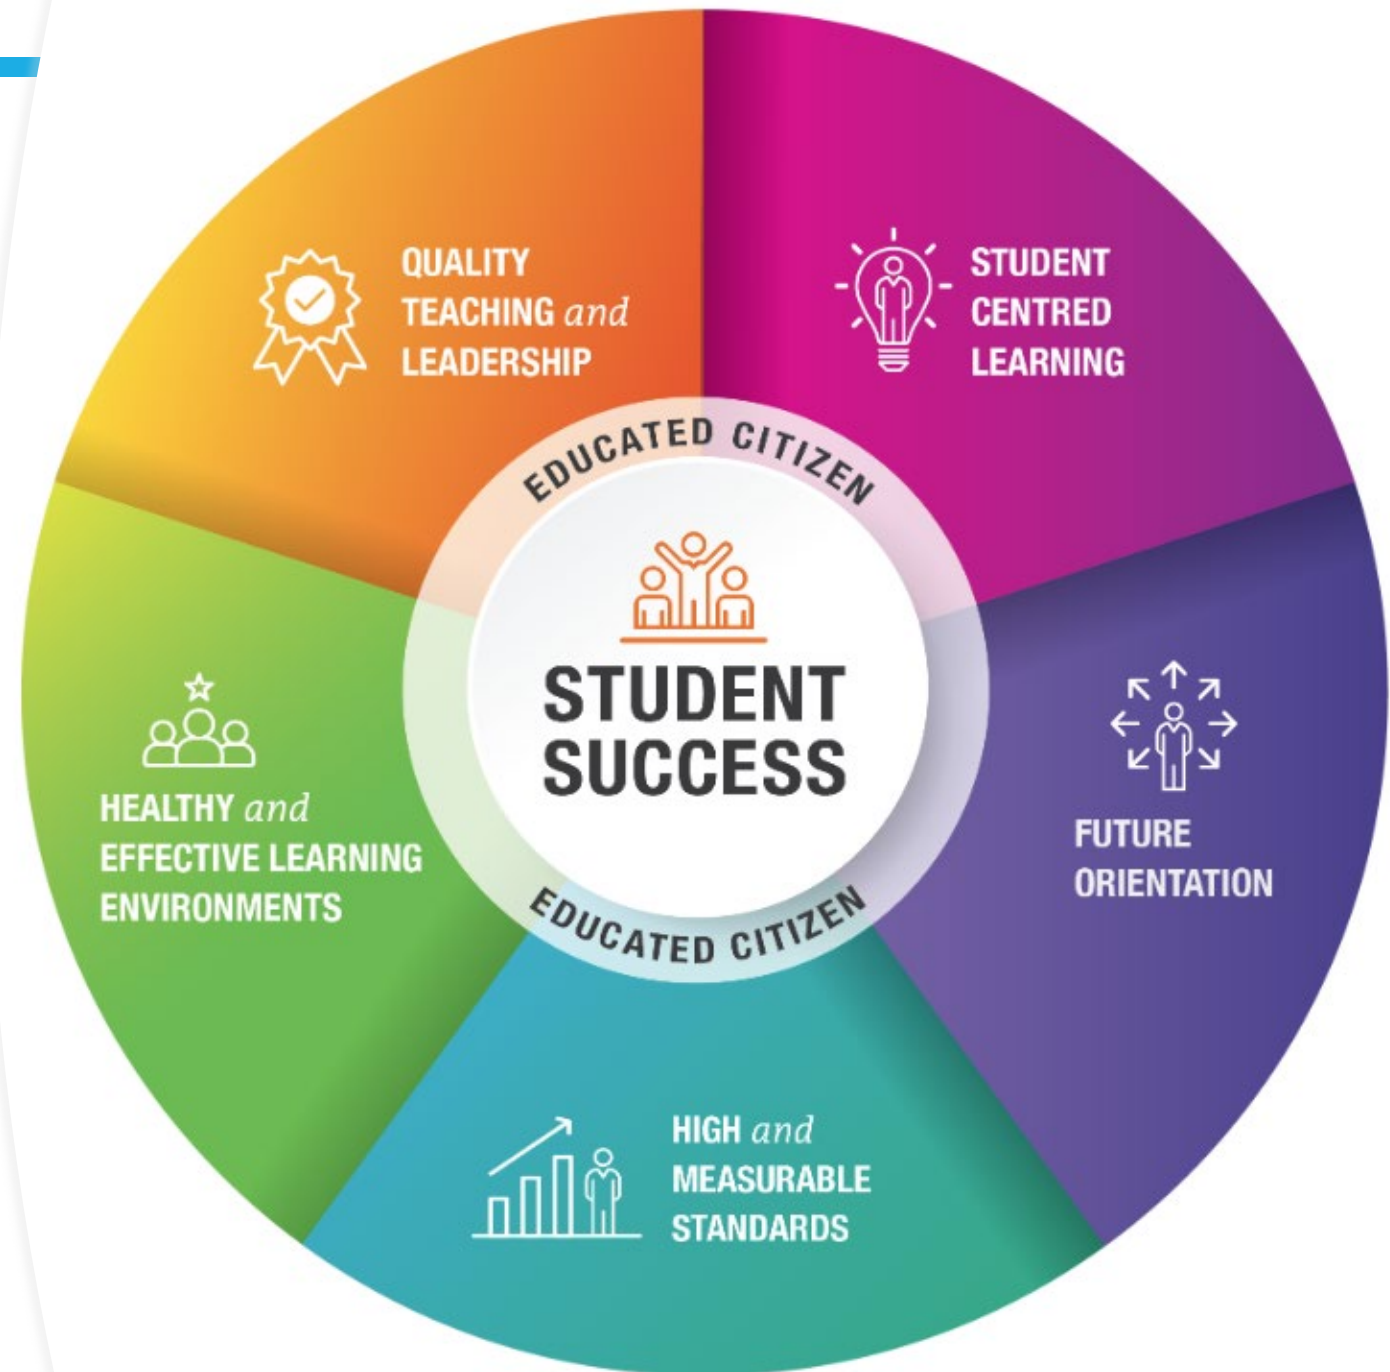 QUALITY
TEACHING and
LEADERSHIP
STUDENT
CENTRED
LEARNING
EDUCATED CITIZEN
STUDENT
SUCCESS
EDUCATED CITIZEN
HEALTHY and
EFFECTIVE LEARNING
ENVIRONMENTS
FUTURE
ORIENTATION
HIGH and
MEASURABLE
STANDARDS